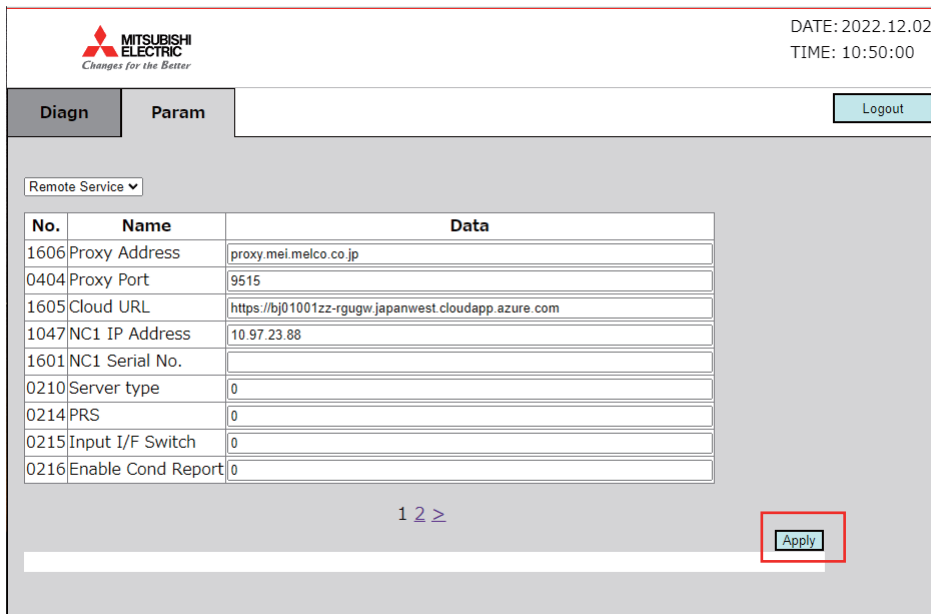 MITSUBISHI
ELECTRIC
Changes for the Better
DATE: 2022.12.02
TIME: 10:50:00
Diagn
Param
Logout
Remote Service
No. Name Data
1606 Proxy Address proxy.mei.melco.co.jp
0404 Proxy Port 9515
1605 Cloud URL https://bj01001zz-rgugw.japanwest.cloudapp.azure.com
1047 NC1 IP Address 10.97.23.88
1601 NC1 Serial No.
0210 Server type 0
0214 PRS 0
0215 Input I/F Switch 0
0216 Enable Cond Report 0
1 2 >
Apply